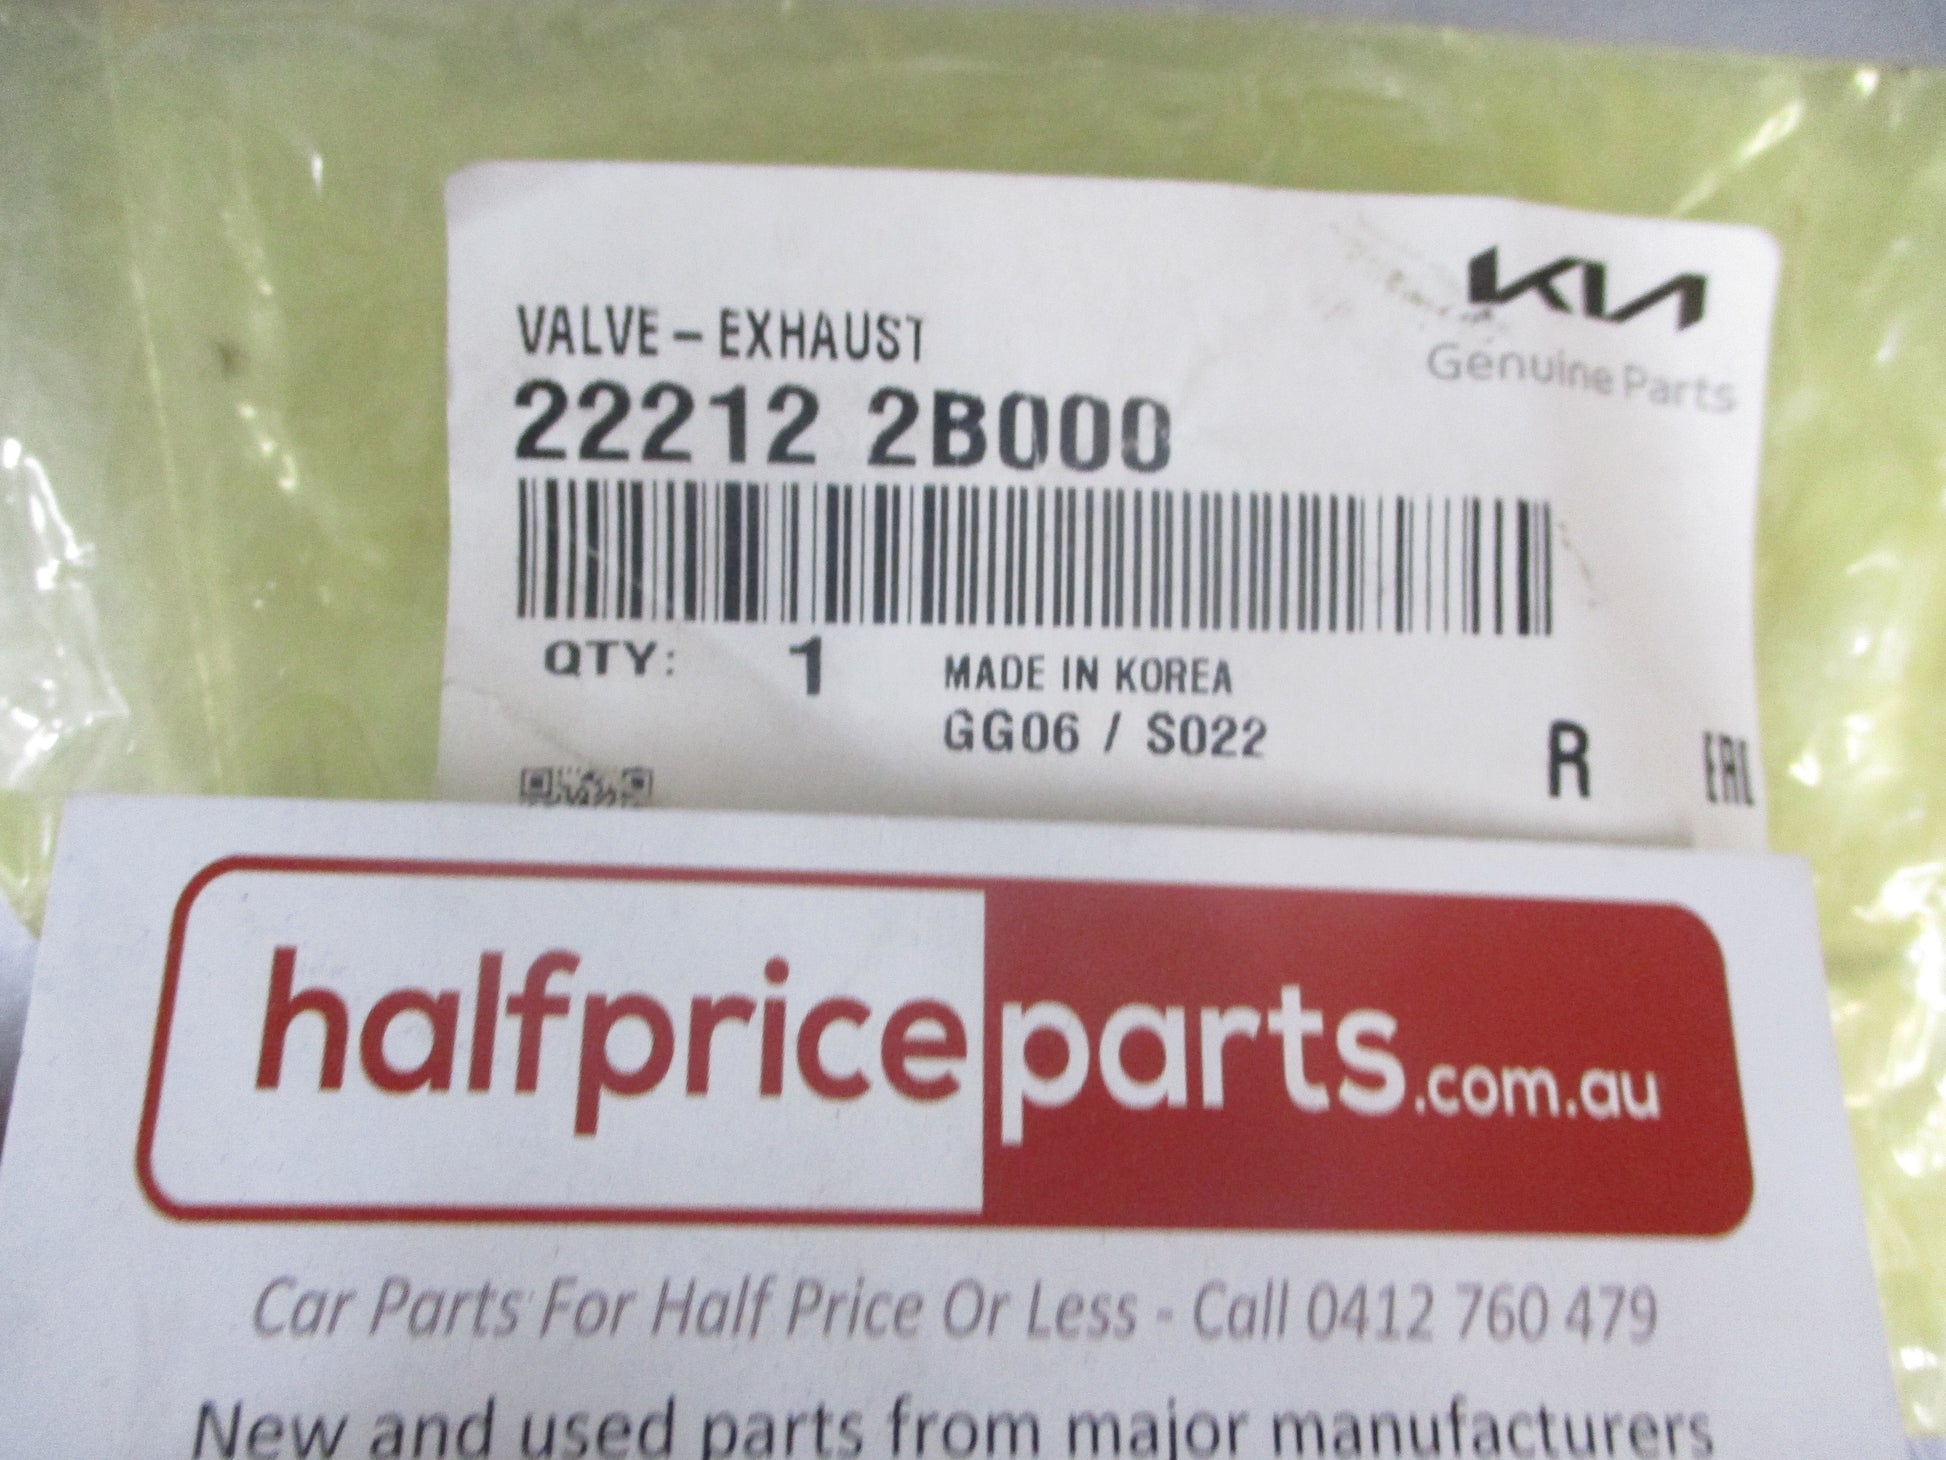 KIA
Genuine Parts
VALVE - EXHAUST
22212 2B000
QTY: 1 MADE IN KOREA
GG06 / S022
R
EAC
halfpriceparts.com.au
Car Parts For Half Price Or Less - Call 0412 760 479
New and used parts from major manufacturers